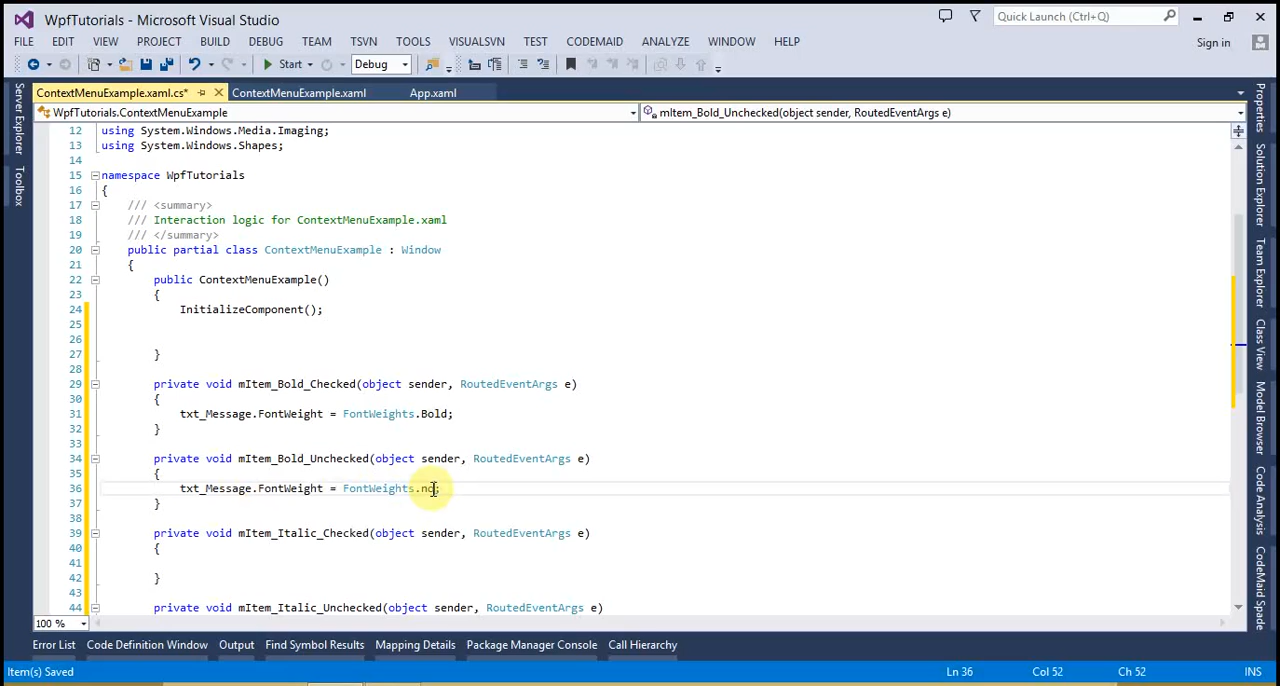 WpfTutorials - Microsoft Visual Studio
Quick Launch (Ctrl+Q)
FILE EDIT VIEW PROJECT BUILD DEBUG TEAM TSVN TOOLS VISUALSVN TEST CODEMAID ANALYZE WINDOW HELP
Sign in
Start Debug
ContextMenuExample.xaml.cs* ContextMenuExample.xaml App.xaml
WpfTutorials.ContextMenuExample mItem_Bold_Unchecked(object sender, RoutedEventArgs e)
Server Explorer
Toolbox
12 using System.Windows.Media.Imaging;
13 using System.Windows.Shapes;
14
15 namespace WpfTutorials
16 {
17 /// <summary>
18 /// Interaction logic for ContextMenuExample.xaml
19 /// </summary>
20 public partial class ContextMenuExample : Window
21 {
22 public ContextMenuExample()
23 {
24 InitializeComponent();
25
26
27 }
28
29 private void mItem_Bold_Checked(object sender, RoutedEventArgs e)
30 {
31 txt_Message.FontWeight = FontWeights.Bold;
32 }
33
34 private void mItem_Bold_Unchecked(object sender, RoutedEventArgs e)
35 {
36 txt_Message.FontWeight = FontWeights.no;
37 }
38
39 private void mItem_Italic_Checked(object sender, RoutedEventArgs e)
40 {
41
42 }
43
44 private void mItem_Italic_Unchecked(object sender, RoutedEventArgs e)
Properties
Solution Explorer
Team Explorer
Class View
Model Browser
Code Analysis
CodeMaid Spade
100 %
Error List Code Definition Window Output Find Symbol Results Mapping Details Package Manager Console Call Hierarchy
Item(s) Saved Ln 36 Col 52 Ch 52 INS